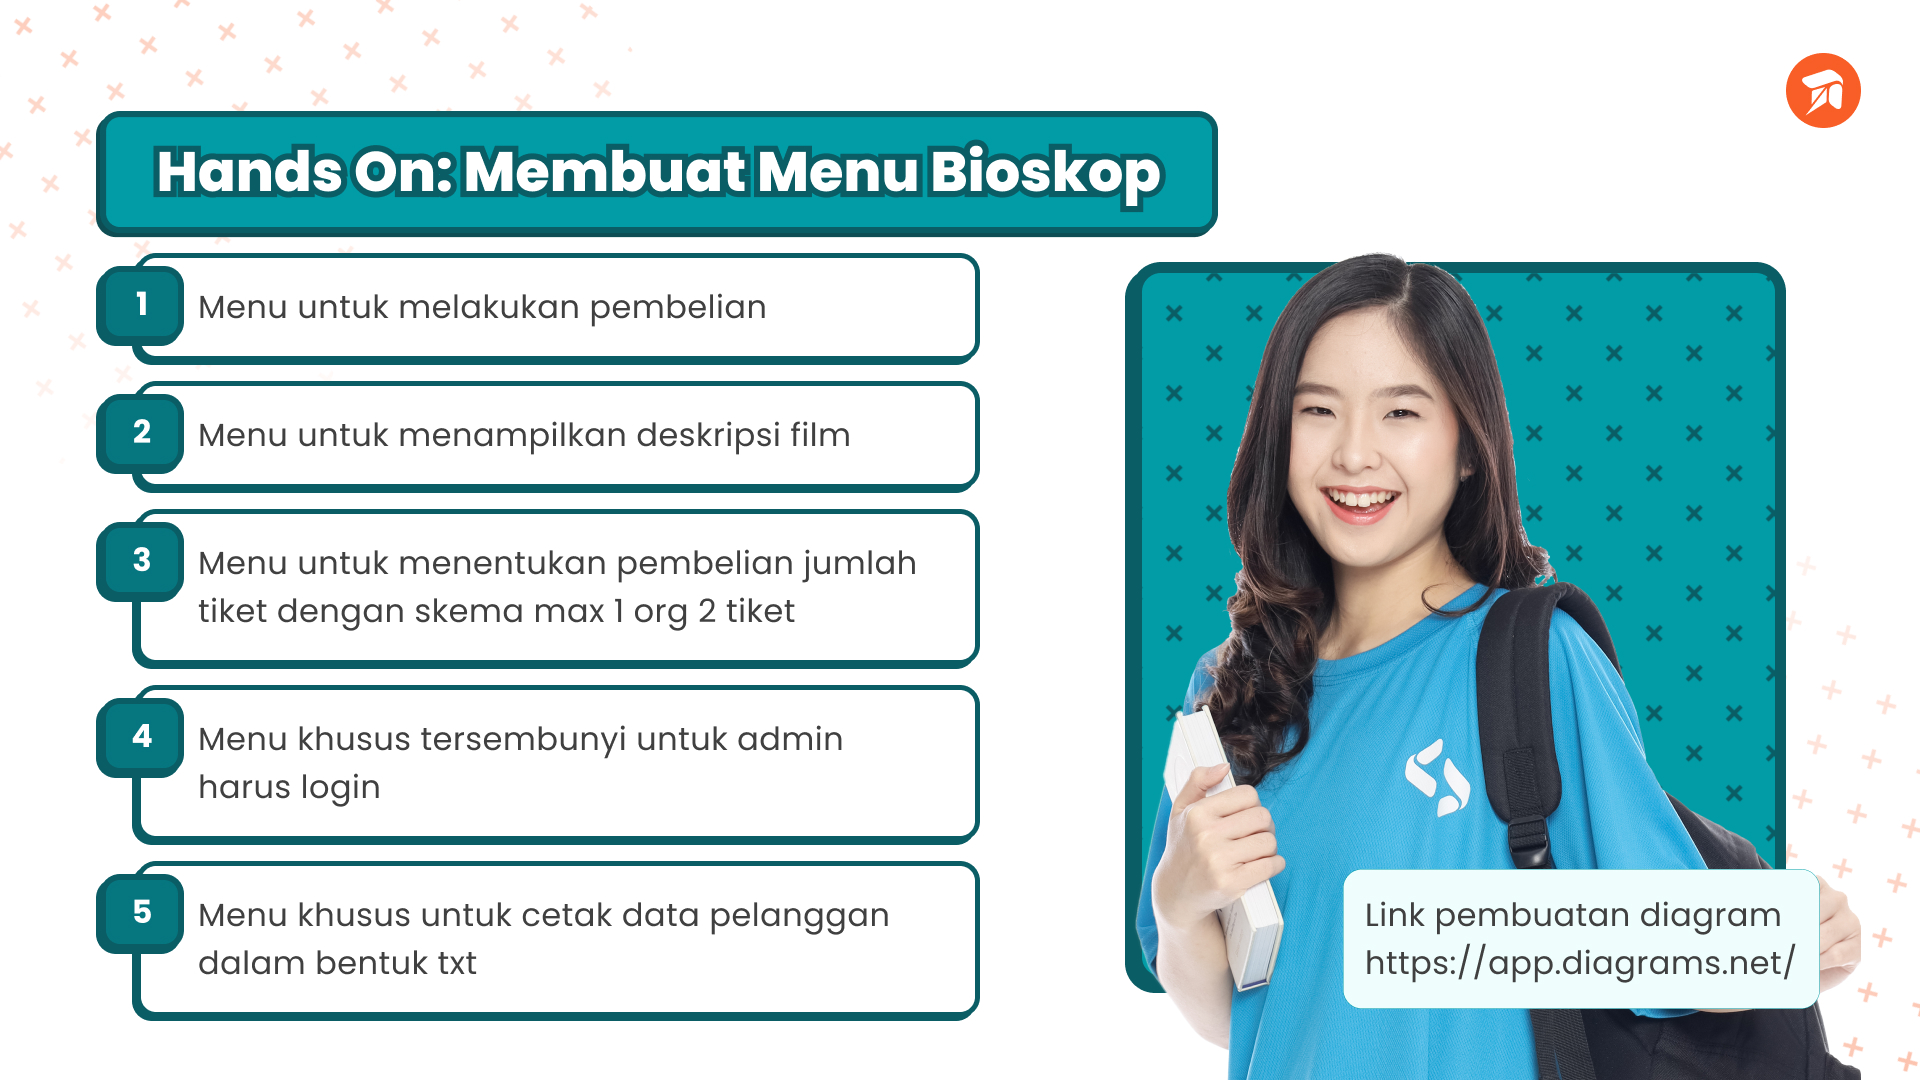 Hands On: Membuat Menu Bioskop
1
Menu untuk melakukan pembelian
2
Menu untuk menampilkan deskripsi film
3
Menu untuk menentukan pembelian jumlah
tiket dengan skema max 1 org 2 tiket
4
Menu khusus tersembunyi untuk admin
harus login
5
Menu khusus untuk cetak data pelanggan
dalam bentuk txt
Link pembuatan diagram
https://app.diagrams.net/